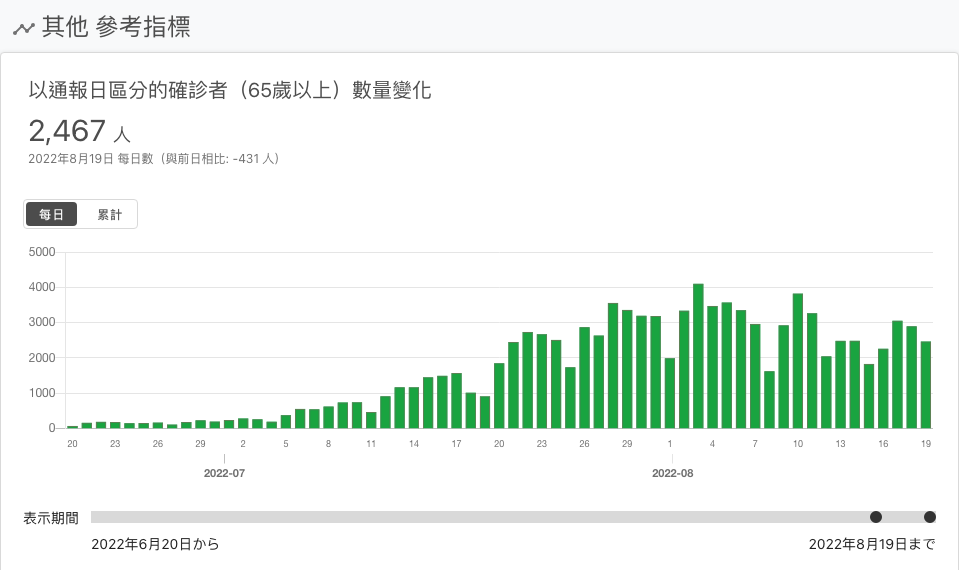 其他 參考指標
以通報日區分的確診者（65歲以上）數量變化
2,467 人
2022年8月19日 每日數（與前日相比: -431 人）
每日 累計
5000
4000
3000
2000
1000
0
20 23 26 29 2 5 8 11 14 17 20 23 26 29 1 4 7 10 13 16 19
2022-07 2022-08
表示期間
2022年6月20日から 2022年8月19日まで